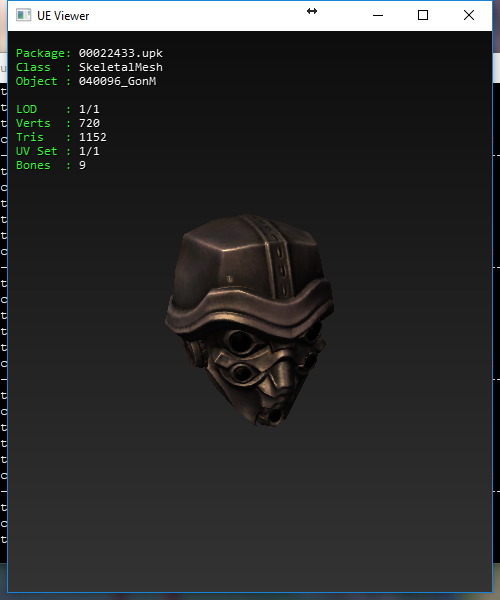 UE Viewer
Package: 00022433.upk
Class : SkeletalMesh
Object : 040096_GonM
LOD : 1/1
Verts : 720
Tris : 1152
UV Set : 1/1
Bones : 9